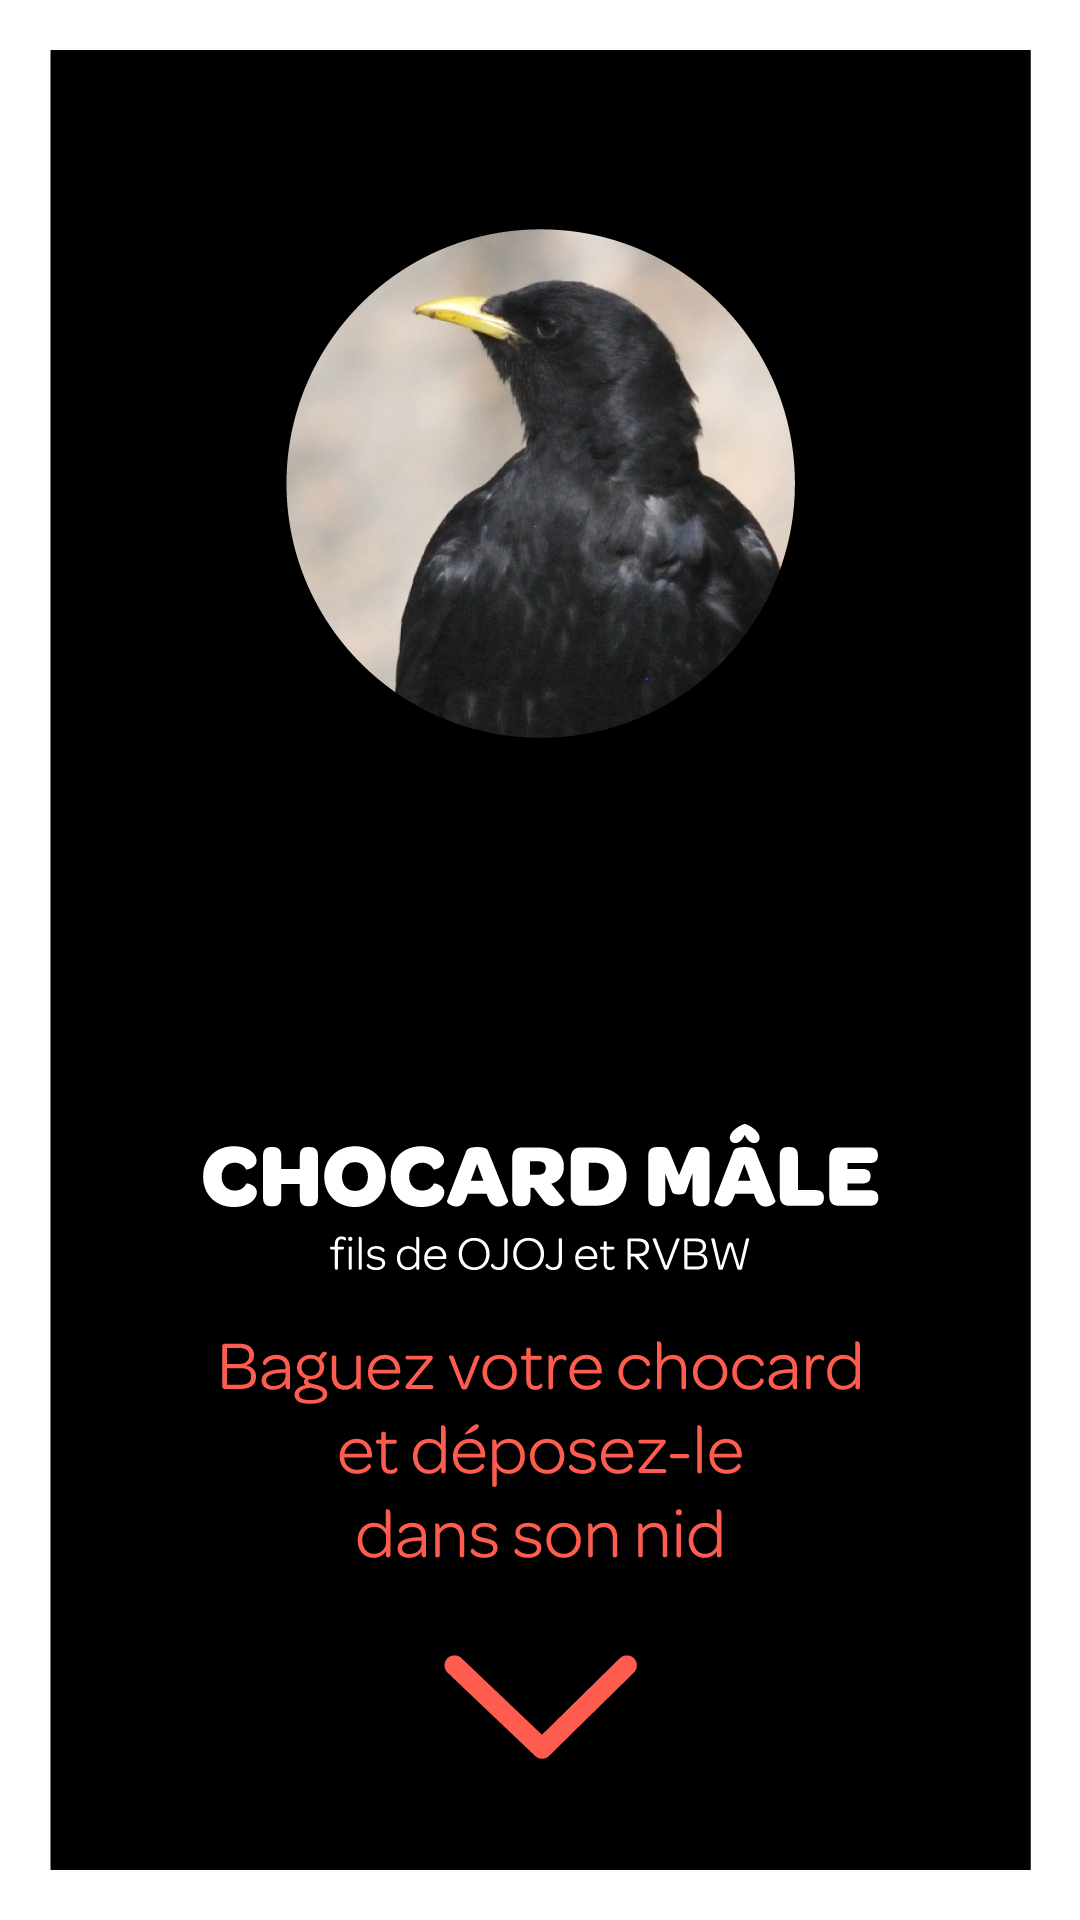 CHOCARD MÂLE
fils de OJOJ et RVBW
Baguez votre chocard
et déposez-le
dans son nid